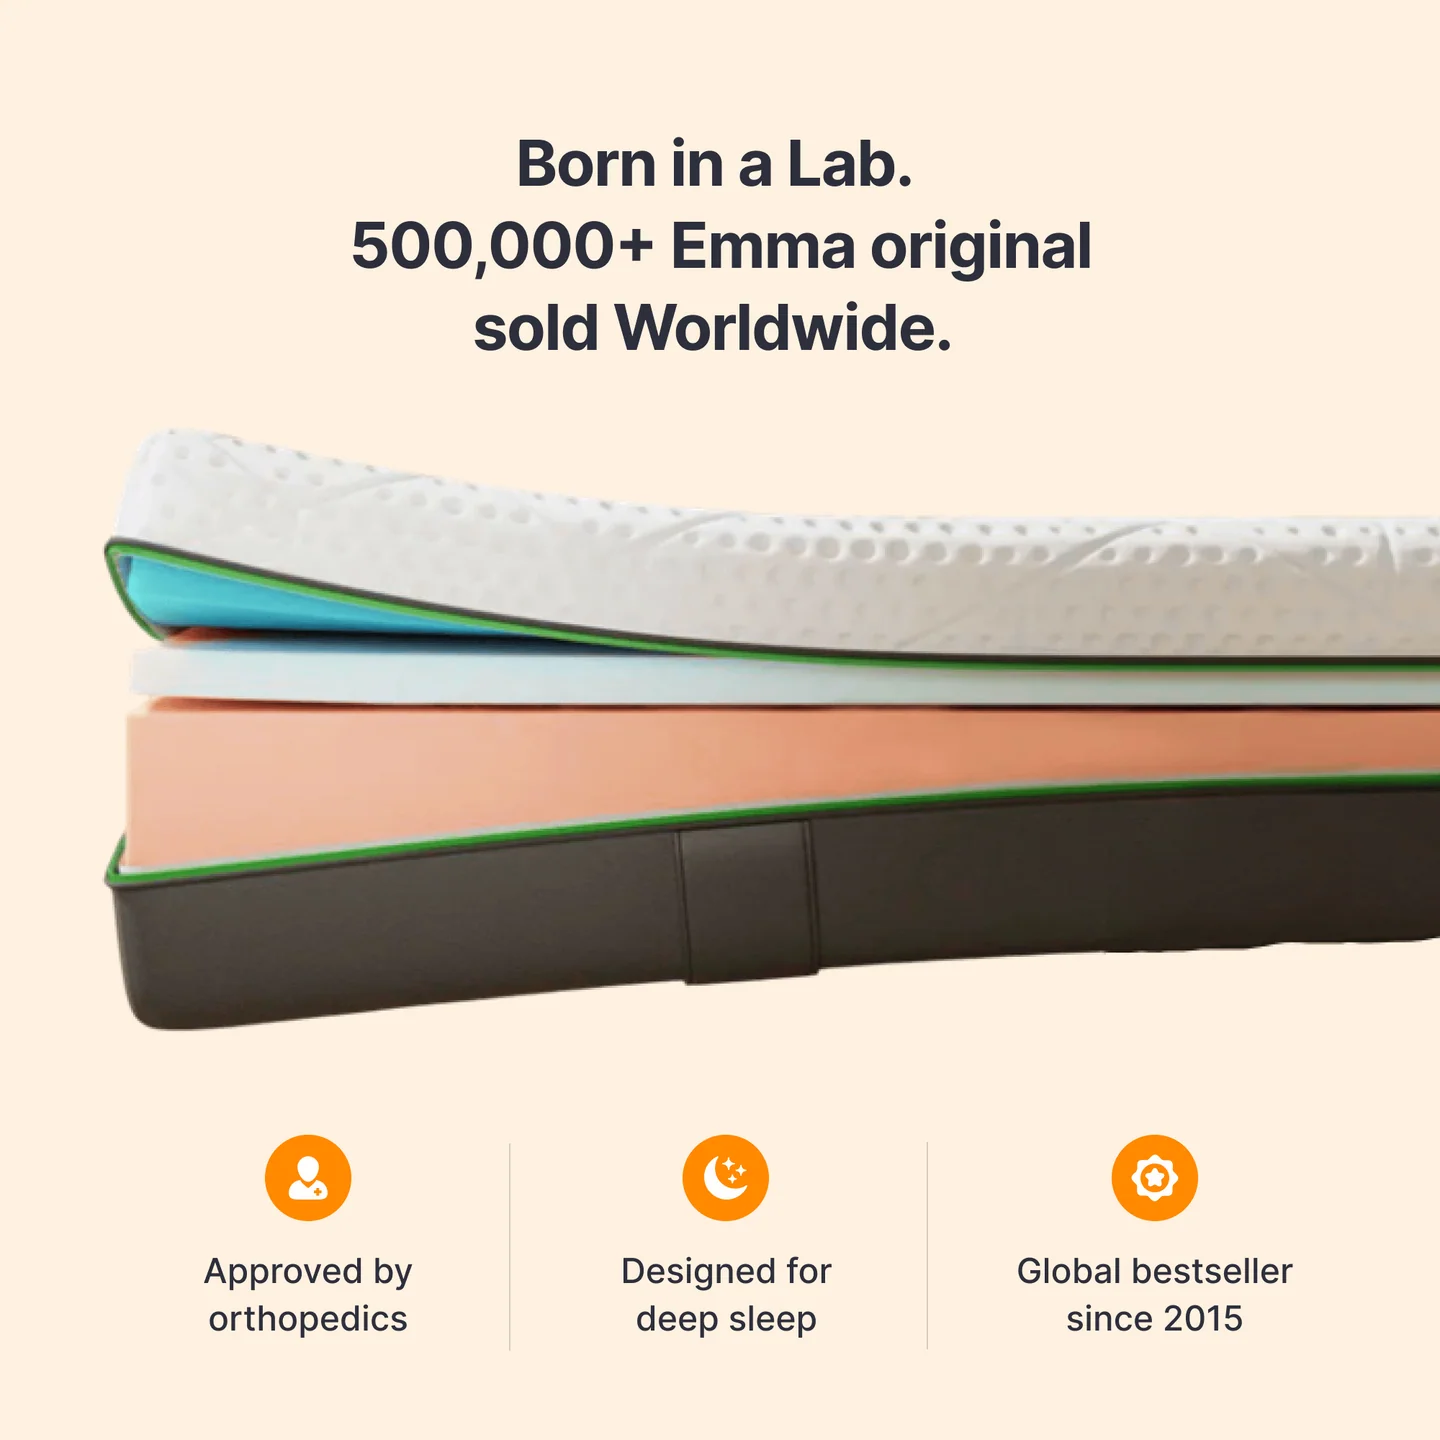 Born in a Lab.
500,000+ Emma original
sold Worldwide.
Approved by
orthopedics
Designed for
deep sleep
Global bestseller
since 2015